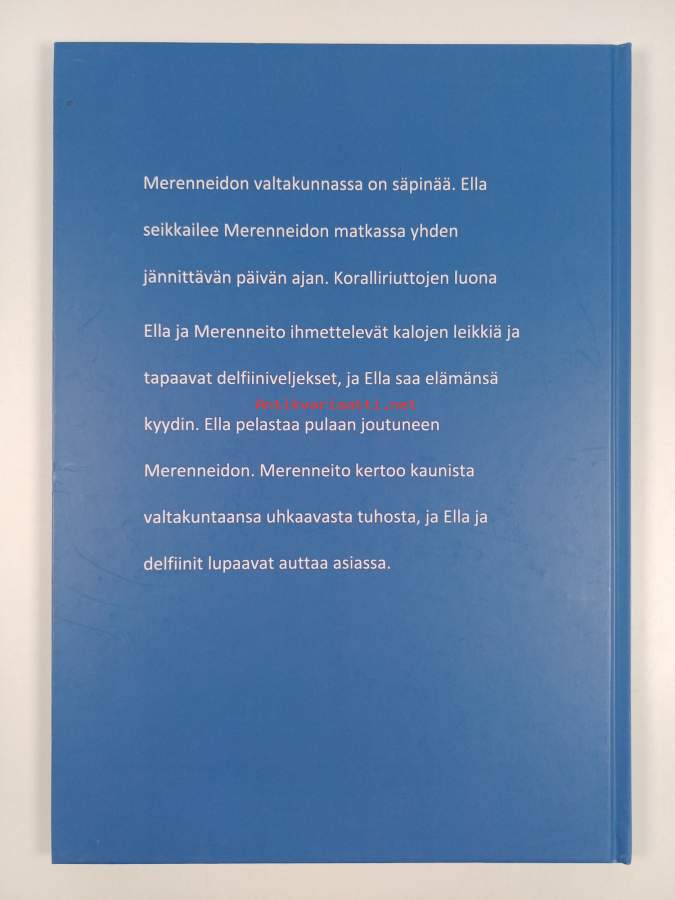 Merenneidon valtakunnassa on säpinää. Ella
seikkailee Merenneidon matkassa yhden
jännittävän päivän ajan. Koralliriuttojen luona
Ella ja Merenneito ihmettelevät kalojen leikkiä ja
tapaavat delfiiniveljekset, ja Ella saa elämänsä
Antikvariaatti.net
kyydin. Ella pelastaa pulaan joutuneen
Merenneidon. Merenneito kertoo kaunista
valtakuntaansa uhkaavasta tuhosta, ja Ella ja
delfiinit lupaavat auttaa asiassa.